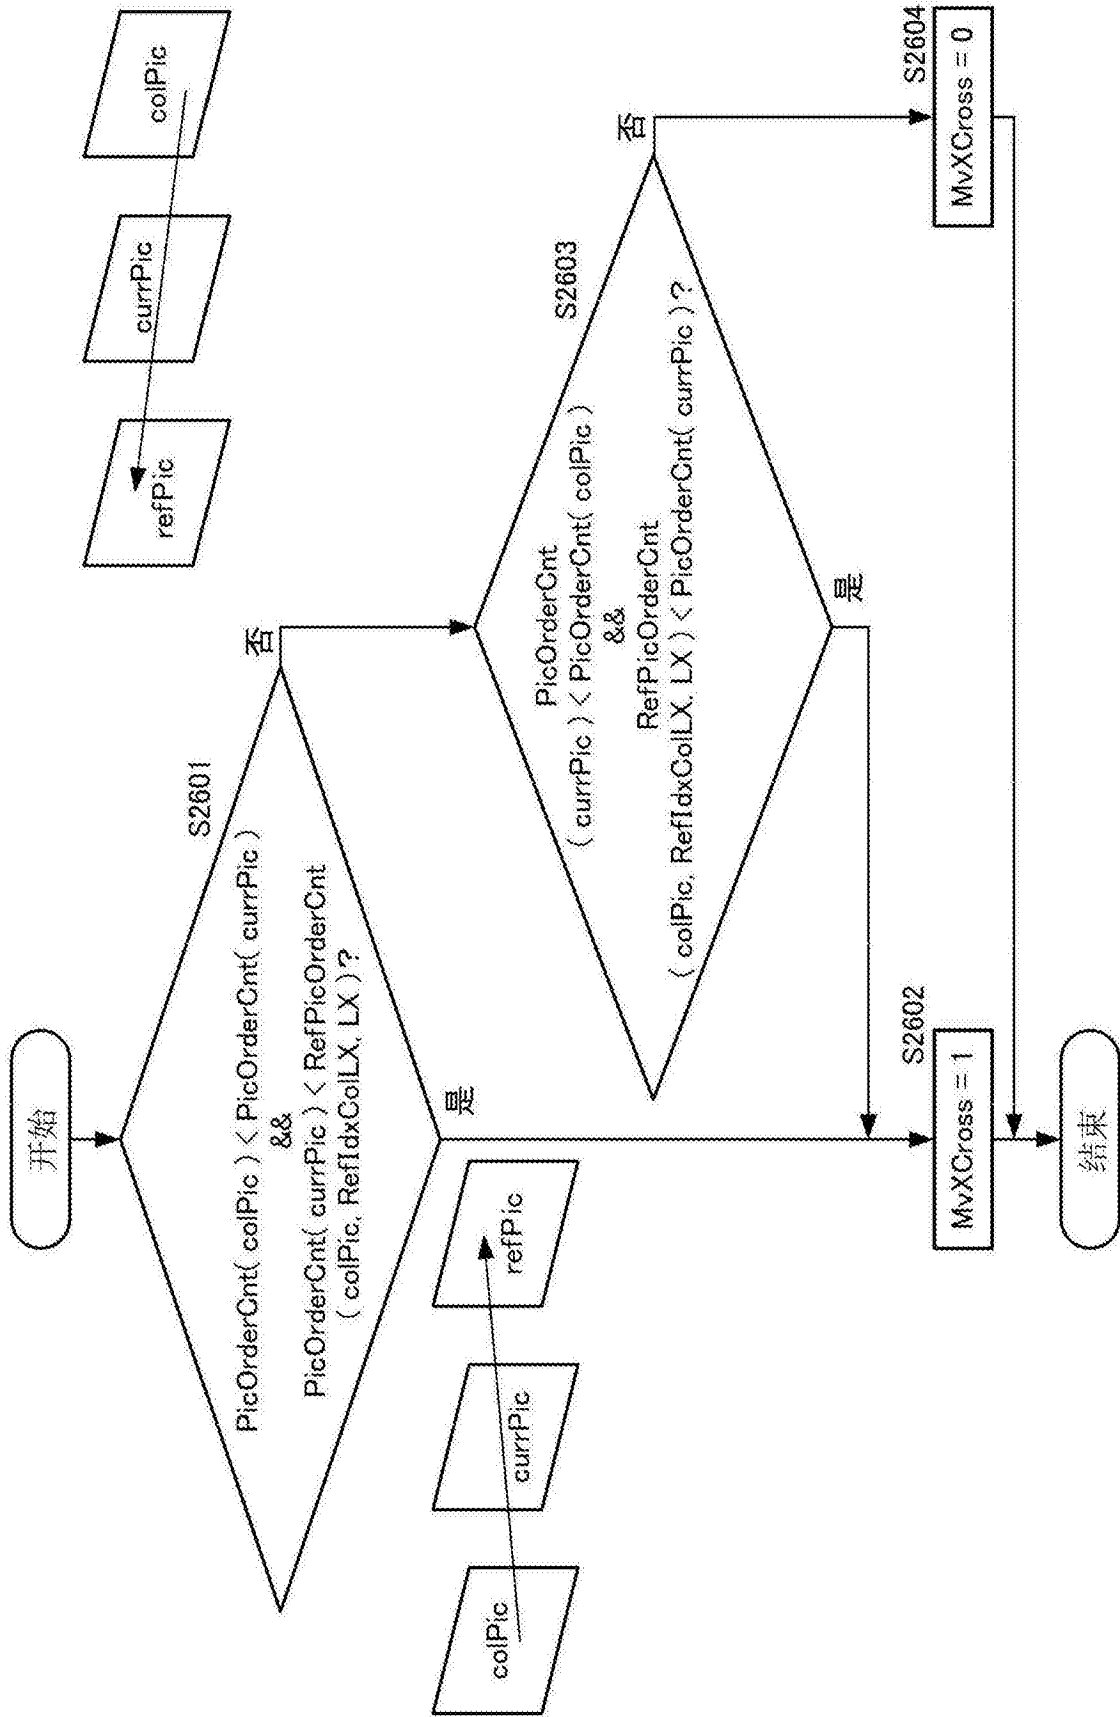 开始
S2601
PicOrderCnt( colPic ) < PicOrderCnt( currPic )
&&
PicOrderCnt( currPic ) < RefPicOrderCnt
( colPic, RefIdxColLX, LX )?
否
是
refPic
currPic
colPic
colPic
currPic
refPic
S2603
PicOrderCnt
( currPic ) < PicOrderCnt( colPic )
&&
RefPicOrderCnt
( colPic, RefIdxColLX, LX ) < PicOrderCnt( currPic )?
否
是
S2602
MvXCross = 1
S2604
MvXCross = 0
结束